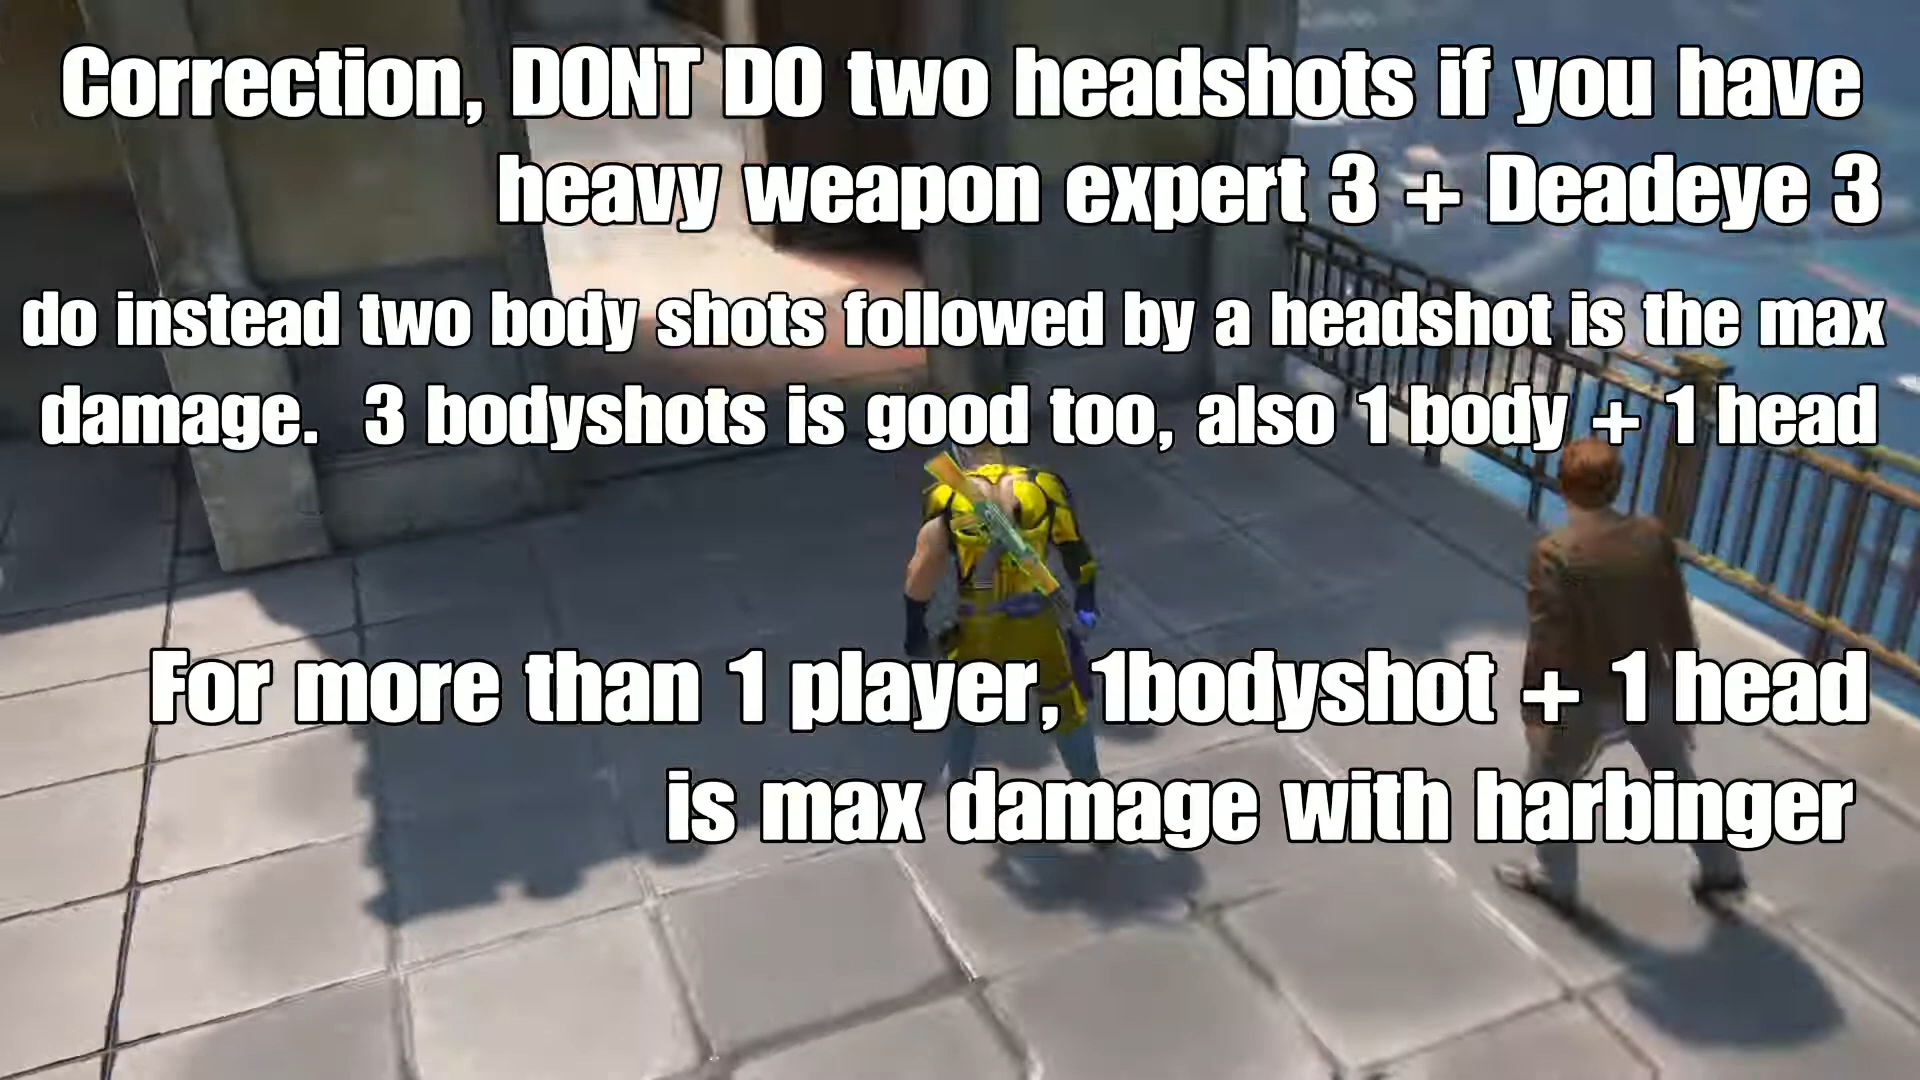 Correction, DONT DO two headshots if you have
heavy weapon expert 3 + Deadeye 3
do instead two body shots followed by a headshot is the max
damage. 3 bodyshots is good too, also 1 body + 1 head
For more than 1 player, 1bodyshot + 1 head
is max damage with harbinger